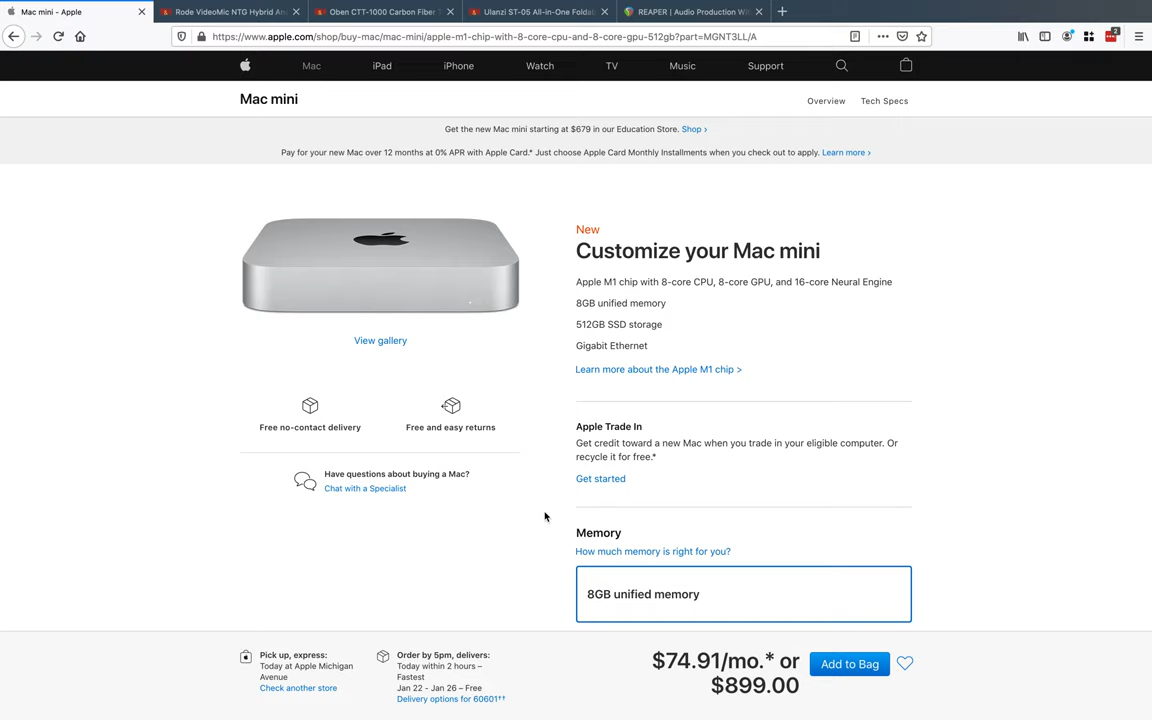 Mac mini - Apple
Rode VideoMic NTG Hybrid An
Oben CTT-1000 Carbon Fiber T
Ulanzi ST-05 All-in-One Foldab
REAPER | Audio Production Wi
https://www.apple.com/shop/buy-mac/mac-mini/apple-m1-chip-with-8-core-cpu-and-8-core-gpu-512gb?part=MGNT3LL/A
2
Mac
iPad
iPhone
Watch
TV
Music
Support
Mac mini
Overview
Tech Specs
Get the new Mac mini starting at $679 in our Education Store. Shop >
Pay for your new Mac over 12 months at 0% APR with Apple Card.* Just choose Apple Card Monthly Installments when you check out to apply. Learn more >
View gallery
Free no-contact delivery
Free and easy returns
Have questions about buying a Mac?
Chat with a Specialist
New
Customize your Mac mini
Apple M1 chip with 8-core CPU, 8-core GPU, and 16-core Neural Engine
8GB unified memory
512GB SSD storage
Gigabit Ethernet
Learn more about the Apple M1 chip >
Apple Trade In
Get credit toward a new Mac when you trade in your eligible computer. Or
recycle it for free.*
Get started
Memory
How much memory is right for you?
8GB unified memory
Pick up, express:
Today at Apple Michigan
Avenue
Check another store
Order by 5pm, delivers:
Today within 2 hours –
Fastest
Jan 22 - Jan 26 – Free
Delivery options for 60601††
$74.91/mo.* or
$899.00
Add to Bag